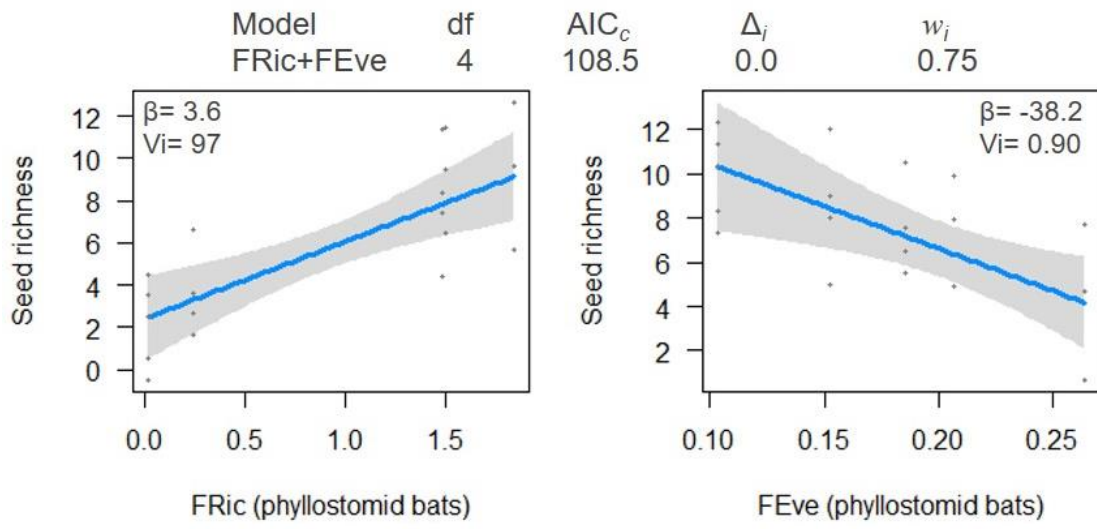 Model df AICc Δi wi
FRic+FEve 4 108.5 0.0 0.75
β= 3.6
Vi= 97
Seed richness
12
10
8
6
4
2
0
0.0 0.5 1.0 1.5
FRic (phyllostomid bats)
β= -38.2
Vi= 0.90
Seed richness
12
10
8
6
4
2
0.10 0.15 0.20 0.25
FEve (phyllostomid bats)